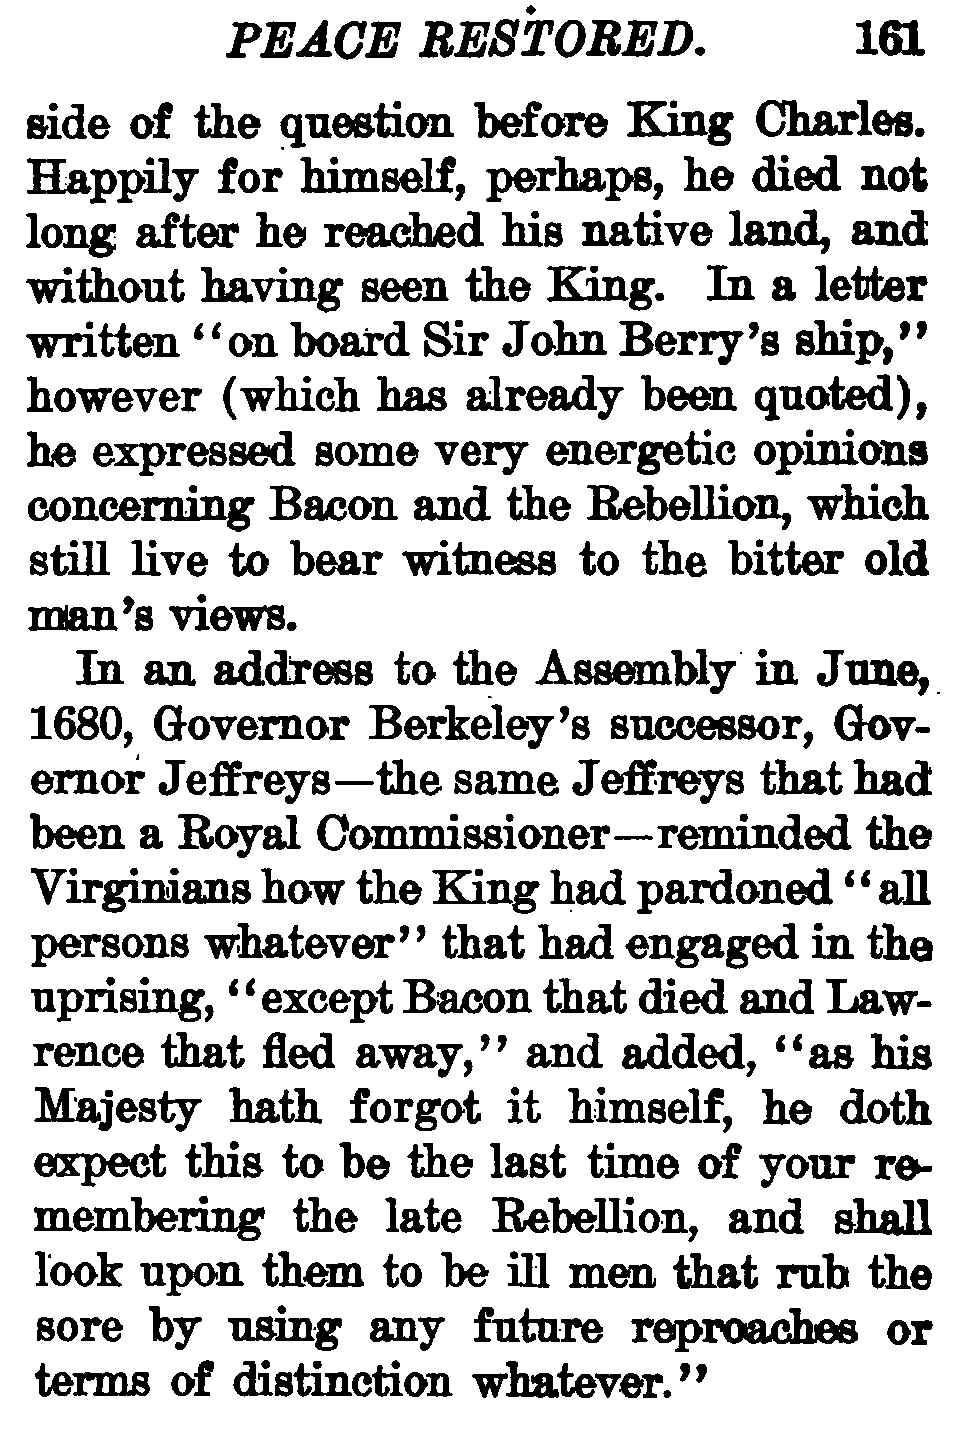 PEACE RESTORED. 161
side of the question before King Charles.
Happily for himself, perhaps, he died not
long after he reached his native land, and
without having seen the King. In a letter
written "on board Sir John Berry's ship,"
however (which has already been quoted),
he expressed some very energetic opinions
concerning Bacon and the Rebellion, which
still live to bear witness to the bitter old
man's views.
In an address to the Assembly in June,
1680, Governor Berkeley's successor, Gov-
ernor Jeffreys—the same Jeffreys that had
been a Royal Commissioner—reminded the
Virginians how the King had pardoned "all
persons whatever" that had engaged in the
uprising, "except Bacon that died and Law-
rence that fled away," and added, "as his
Majesty hath forgot it himself, he doth
expect this to be the last time of your re-
membering the late Rebellion, and shall
look upon them to be ill men that rub the
sore by using any future reproaches or
terms of distinction whatever."